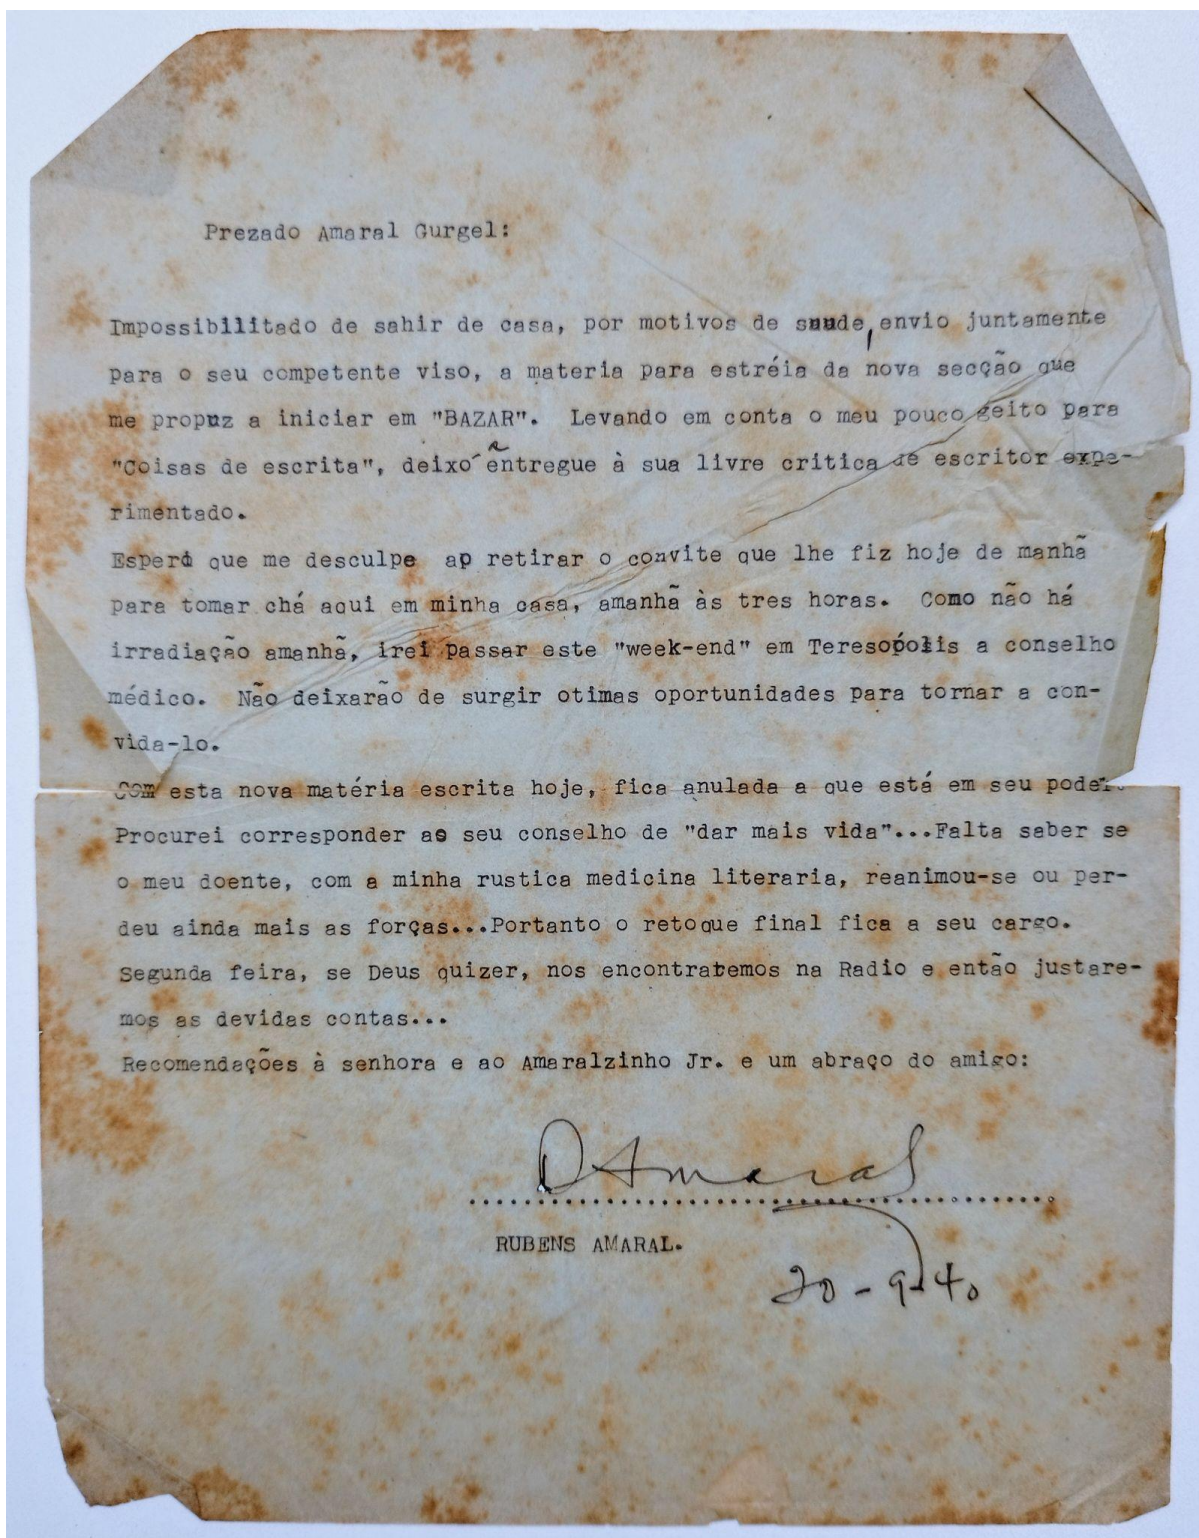 Prezado Amaral Gurgel:
Impossibilitado de sahir de casa, por motivos de saude, envio juntamente
para o seu competente viso, a materia para estréia da nova secção que
me propuz a iniciar em "BAZAR". Levando em conta o meu pouco geito para
"Coisas de escrita", deixo-a entregue à sua livre critica de escritor expe-
rimentado.
Espero que me desculpe ao retirar o convite que lhe fiz hoje de manhã
para tomar chá aqui em minha casa, amanhã às tres horas. Como não há
irradiação amanhã, irei passar este "week-end" em Teresopólis a conselho
médico. Não deixarão de surgir otimas oportunidades para tornar a con-
vida-lo.
Com esta nova matéria escrita hoje, fica anulada a que está em seu poder.
Procurei corresponder ao seu conselho de "dar mais vida"...Falta saber se
o meu doente, com a minha rustica medicina literaria, reanimou-se ou per-
deu ainda mais as forças...Portanto o retoque final fica a seu cargo.
Segunda feira, se Deus quizer, nos encontraremos na Radio e então justare-
mos as devidas contas...
Recomendações à senhora e ao Amaralzinho Jr. e um abraço do amigo:
Amaral
RUBENS AMARAL.
20-9-40